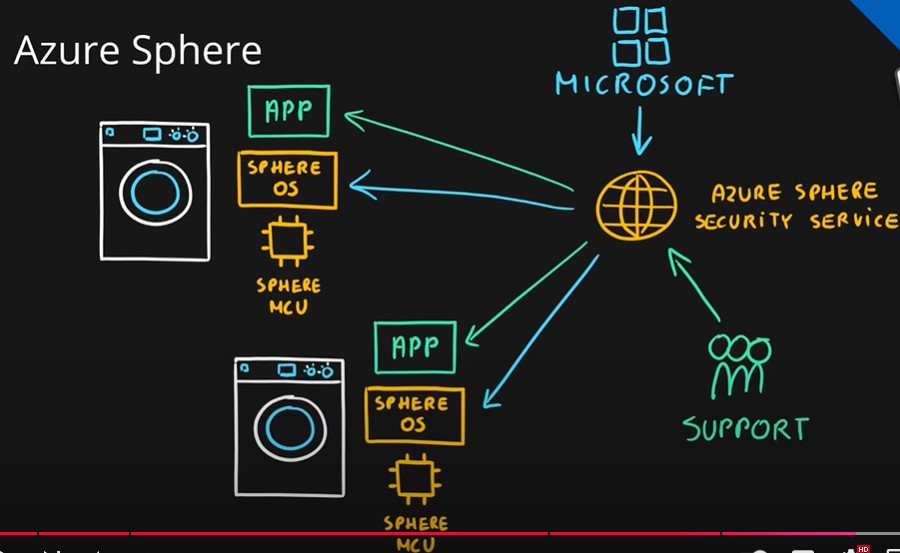 Azure Sphere
MICROSOFT
APP
SPHERE
OS
SPHERE
MCU
AZURE SPHERE
SECURITY SERVICE
APP
SPHERE
OS
SPHERE
MCU
SUPPORT
HD